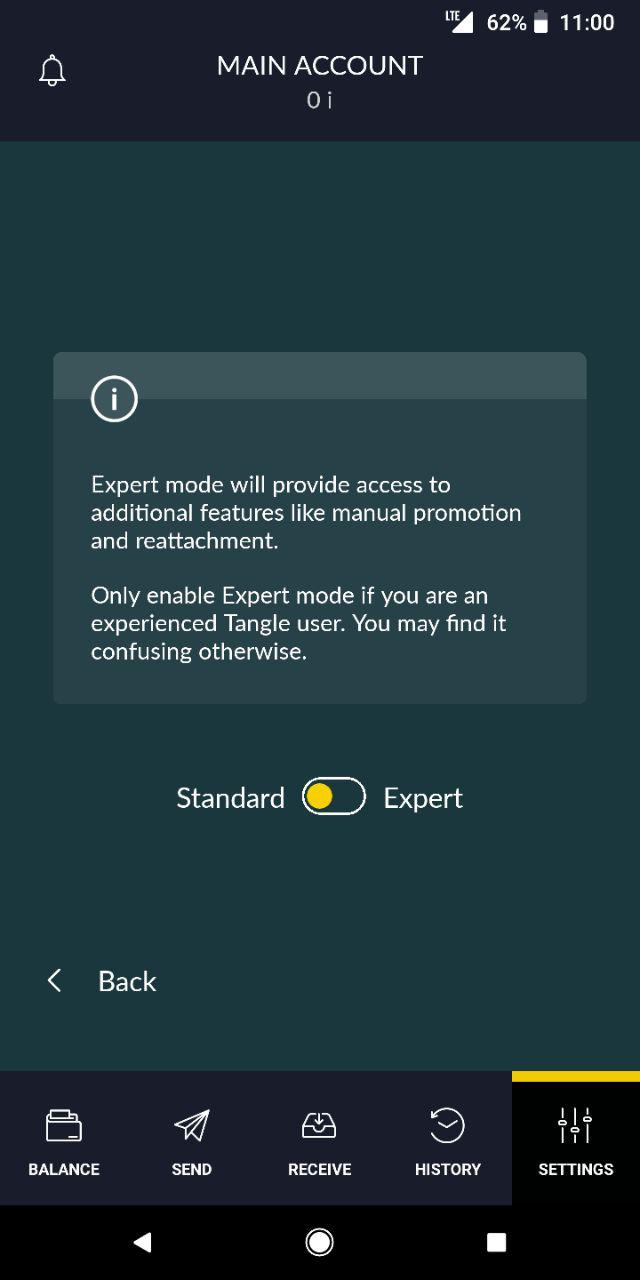 LTE 62% 11:00
MAIN ACCOUNT
0 i
i
Expert mode will provide access to
additional features like manual promotion
and reattachment.
Only enable Expert mode if you are an
experienced Tangle user. You may find it
confusing otherwise.
Standard Expert
Back
BALANCE SEND RECEIVE HISTORY SETTINGS